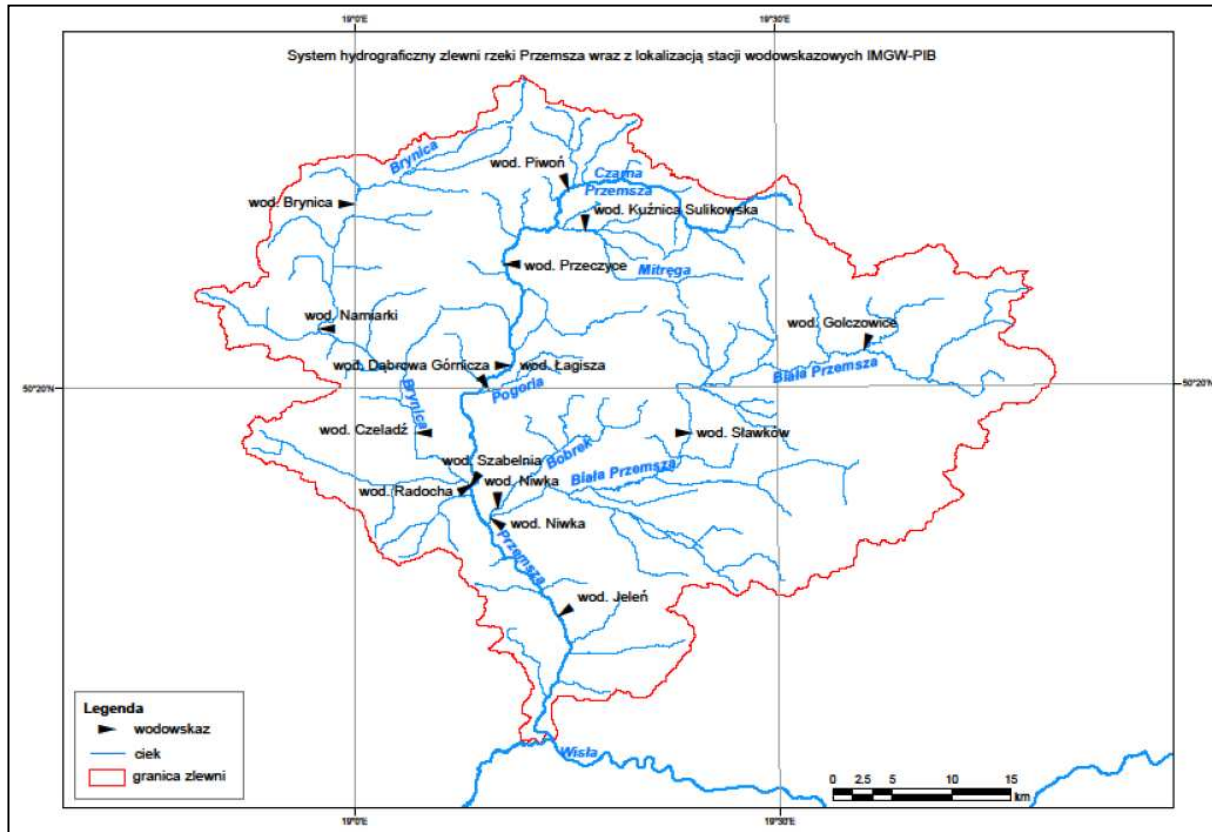 19°0'E
19°30'E
System hydrograficzny zlewni rzeki Przemsza wraz z lokalizacją stacji wodowskazowych IMGW-PIB
Brynica
wod. Piwoń
Czarna
Przemsza
wod. Brynica
wod. Kuźnica Sulikowska
wod. Przeczyce
Mitręga
wod. Namiarki
wod. Golczowice
wod. Dąbrowa Górnicza
wod. Łagisza
Biała Przemsza
50°20'N
50°20'N
Pogoria
Brynica
wod. Czeladź
wod. Sławków
Bobrek
wod. Szabelnia
Biała Przemsza
wod. Radocha
wod. Niwka
wod. Niwka
Przemsza
wod. Jeleń
Legenda
wodowskaz
ciek
granica zlewni
Wisła
0 2.5 5 10 15
km
19°0'E
19°30'E